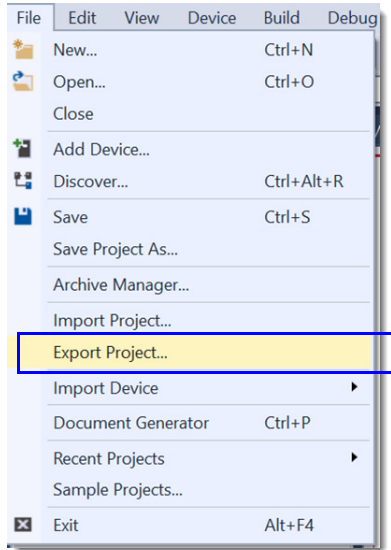 File Edit View Device Build Debug
New... Ctrl+N
Open... Ctrl+O
Close
Add Device...
Discover... Ctrl+Alt+R
Save Ctrl+S
Save Project As...
Archive Manager...
Import Project...
Export Project...
Import Device
Document Generator Ctrl+P
Recent Projects
Sample Projects...
Exit Alt+F4